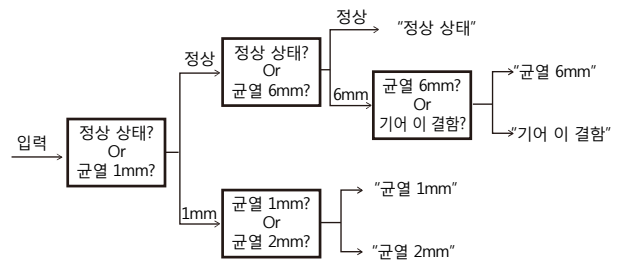 입력
정상 상태?
Or
균열 1mm?
정상
정상 상태?
Or
균열 6mm?
정상
"정상 상태"
6mm
균열 6mm?
Or
기어 이 결함?
"균열 6mm"
"기어 이 결함"
1mm
균열 1mm?
Or
균열 2mm?
"균열 1mm"
"균열 2mm"